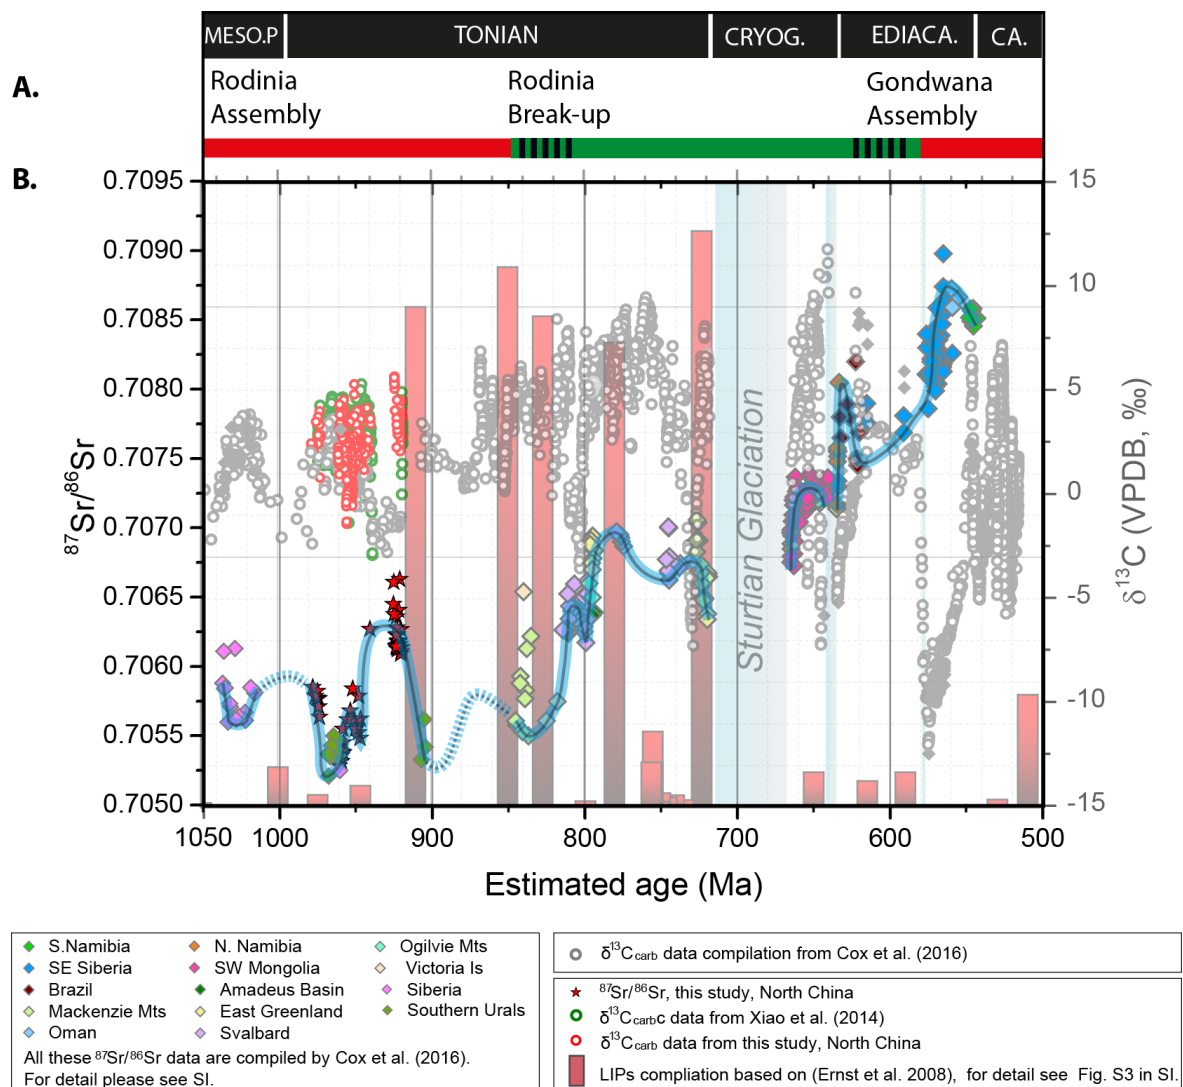 MESO.P TONIAN CRYOG. EDIACA. CA.
A.
Rodinia Assembly
Rodinia Break-up
Gondwana Assembly
B.
0.7095
0.7090
0.7085
0.7080
0.7075
0.7070
0.7065
0.7060
0.7055
0.7050
⁸⁷Sr/⁸⁶Sr
15
10
5
0
-5
-10
-15
δ¹³C (VPDB, ‰)
Sturtian Glaciation
1050 1000 900 800 700 600 500
Estimated age (Ma)
S.Namibia
SE Siberia
Brazil
Mackenzie Mts
Oman
N. Namibia
SW Mongolia
Amadeus Basin
East Greenland
Svalbard
Ogilvie Mts
Victoria Is
Siberia
Southern Urals
All these ⁸⁷Sr/⁸⁶Sr data are compiled by Cox et al. (2016).
For detail please see SI.
δ¹³Ccarb data compilation from Cox et al. (2016)
⁸⁷Sr/⁸⁶Sr, this study, North China
δ¹³Ccarbc data from Xiao et al. (2014)
δ¹³Ccarb data from this study, North China
LIPs compliation based on (Ernst et al. 2008), for detail see Fig. S3 in SI.